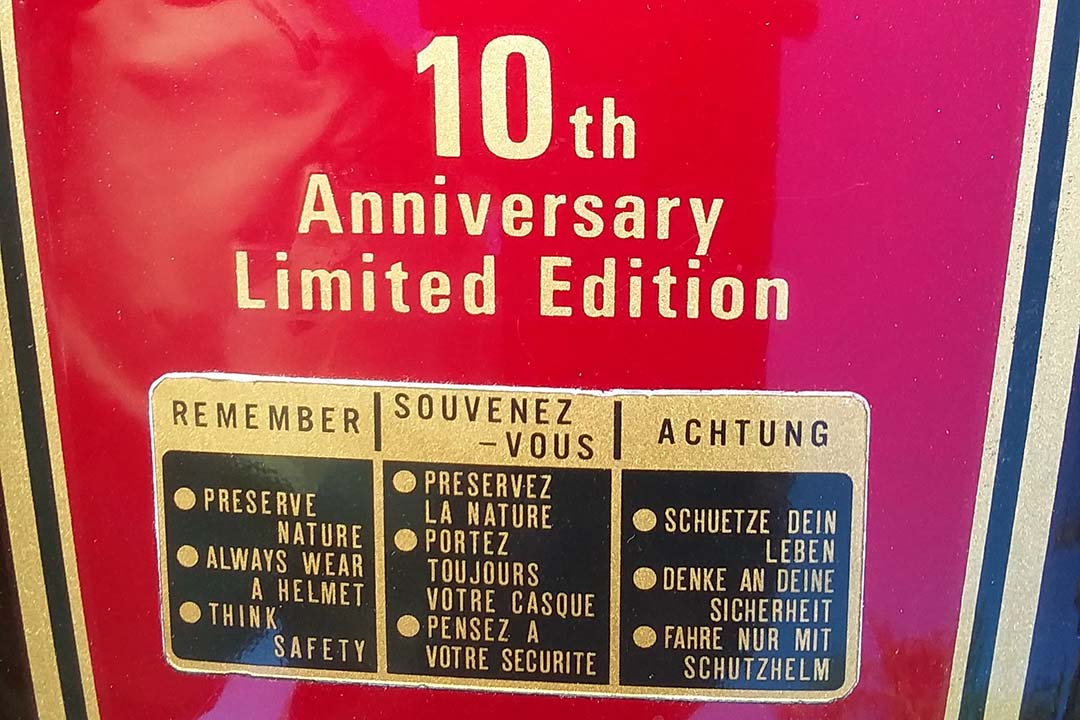 10th
Anniversary
Limited Edition
REMEMBER
● PRESERVE
NATURE
● ALWAYS WEAR
A HELMET
● THINK
SAFETY
SOUVENEZ
-VOUS
● PRESERVEZ
LA NATURE
● PORTEZ
TOUJOURS
VOTRE CASQUE
● PENSEZ A
VOTRE SECURITE
ACHTUNG
● SCHUETZE DEIN
LEBEN
● DENKE AN DEINE
SICHERHEIT
● FAHRE NUR MIT
SCHUTZHELM